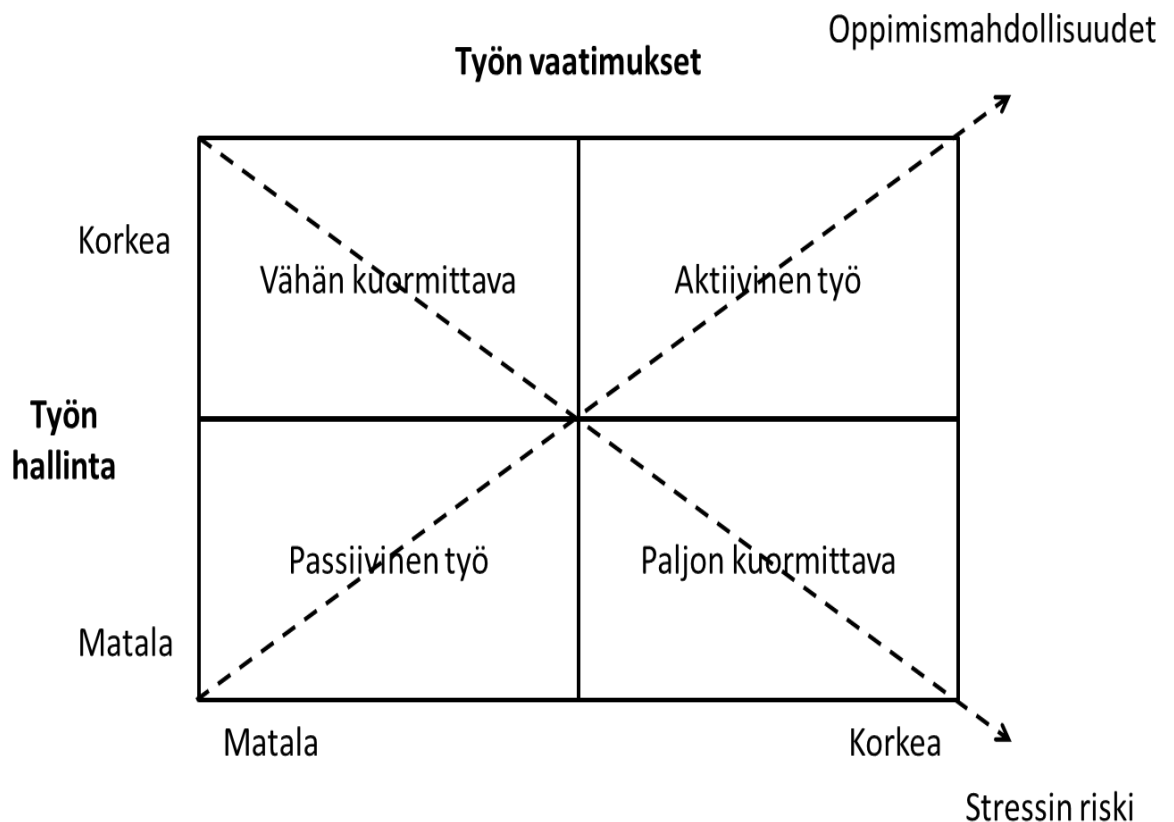 Oppimismahdollisuudet
Työn vaatimukset
Korkea
Vähän kuormittava
Aktiivinen työ
Työn
hallinta
Passiivinen työ
Paljon kuormittava
Matala
Matala
Korkea
Stressin riski